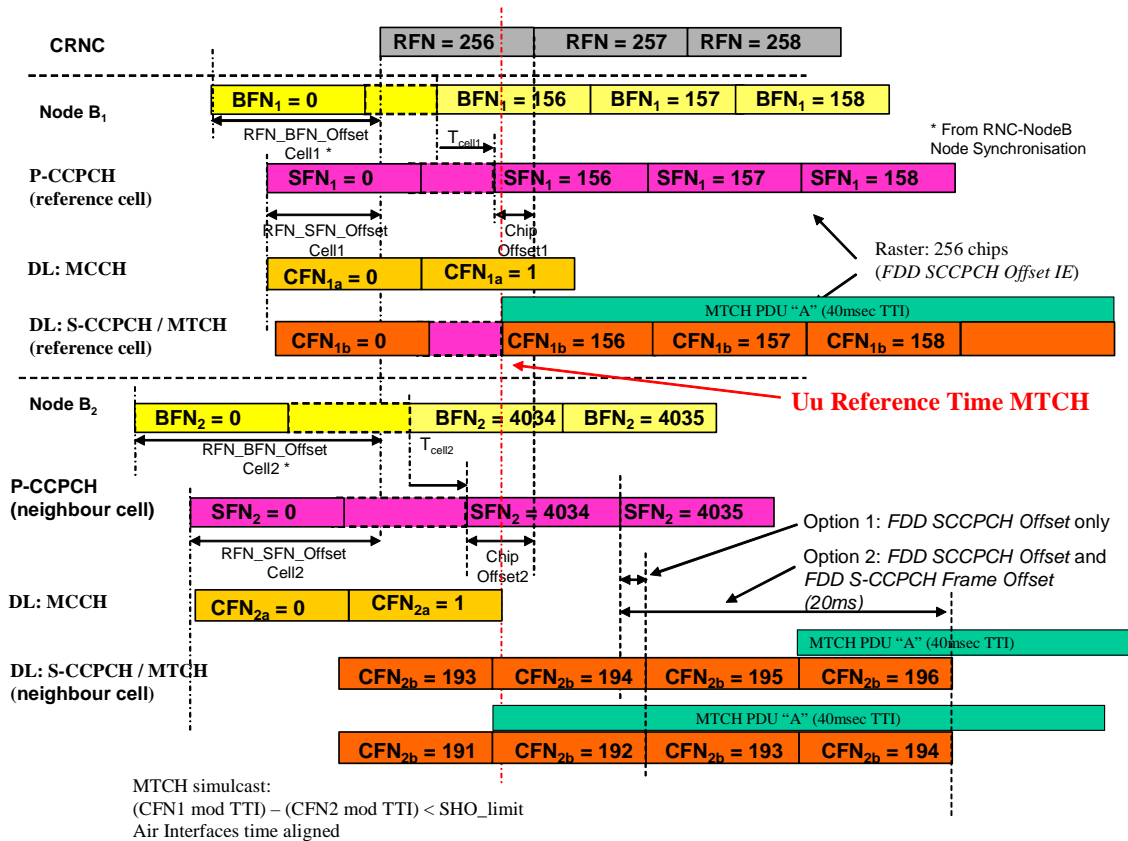 CRNC
RFN = 256 RFN = 257 RFN = 258
Node B1
BFN1 = 0 BFN1 = 156 BFN1 = 157 BFN1 = 158
RFN_BFN_Offset
Cell1 *
Tcell1
* From RNC-NodeB
Node Synchronisation
P-CCPCH
(reference cell)
SFN1 = 0 SFN1 = 156 SFN1 = 157 SFN1 = 158
RFN_SFN_Offset
Cell1
Chip
Offset1
Raster: 256 chips
(FDD SCCPCH Offset IE)
DL: MCCH
CFN1a = 0 CFN1a = 1
MTCH PDU “A” (40msec TTI)
DL: S-CCPCH / MTCH
(reference cell)
CFN1b = 0 CFN1b = 156 CFN1b = 157 CFN1b = 158
Uu Reference Time MTCH
Node B2
BFN2 = 0 BFN2 = 4034 BFN2 = 4035
RFN_BFN_Offset
Cell2 *
Tcell2
P-CCPCH
(neighbour cell)
SFN2 = 0 SFN2 = 4034 SFN2 = 4035
RFN_SFN_Offset
Cell2
Chip
Offset2
Option 1: FDD SCCPCH Offset only
Option 2: FDD SCCPCH Offset and
FDD S-CCPCH Frame Offset
(20ms)
DL: MCCH
CFN2a = 0 CFN2a = 1
MTCH PDU “A” (40msec TTI)
DL: S-CCPCH / MTCH
(neighbour cell)
CFN2b = 193 CFN2b = 194 CFN2b = 195 CFN2b = 196
MTCH PDU “A” (40msec TTI)
CFN2b = 191 CFN2b = 192 CFN2b = 193 CFN2b = 194
MTCH simulcast:
(CFN1 mod TTI) – (CFN2 mod TTI) < SHO_limit
Air Interfaces time aligned